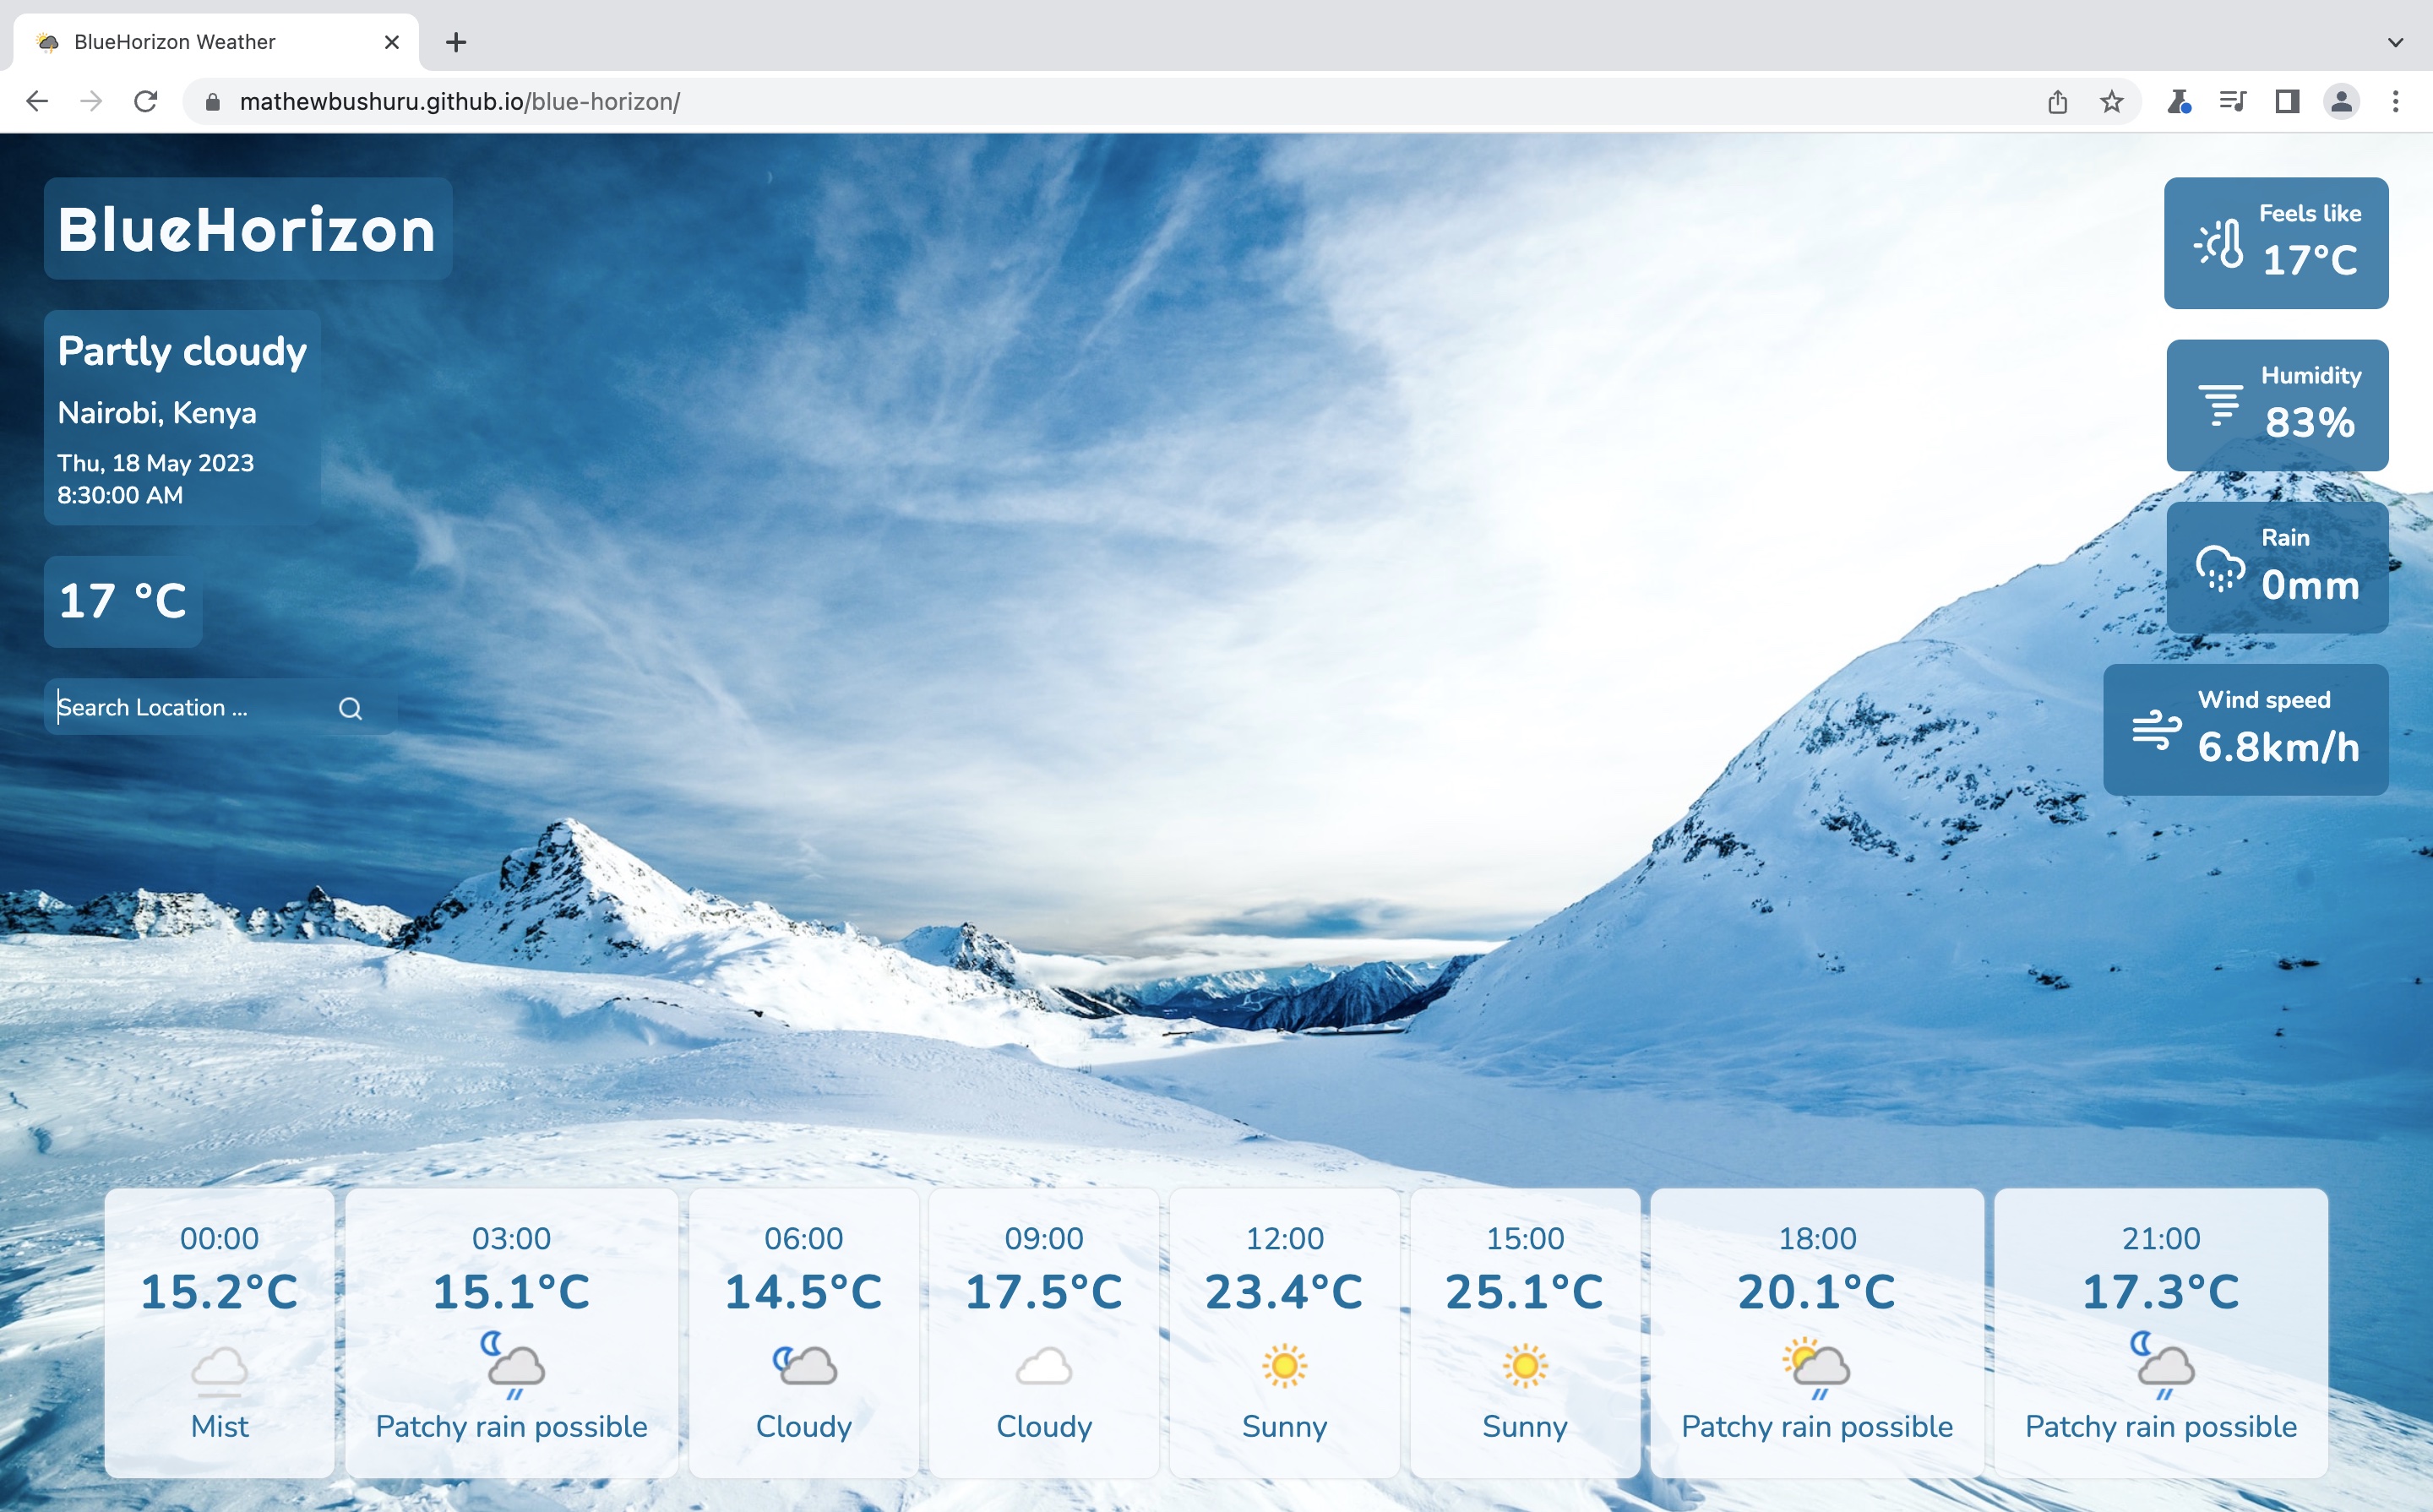 BlueHorizon Weather
mathewbushuru.github.io/blue-horizon/
BlueHorizon
Partly cloudy
Nairobi, Kenya
Thu, 18 May 2023
8:30:00 AM
17 °C
Search Location ...
Feels like
17°C
Humidity
83%
Rain
0mm
Wind speed
6.8km/h
00:00
15.2°C
Mist
03:00
15.1°C
Patchy rain possible
06:00
14.5°C
Cloudy
09:00
17.5°C
Cloudy
12:00
23.4°C
Sunny
15:00
25.1°C
Sunny
18:00
20.1°C
Patchy rain possible
21:00
17.3°C
Patchy rain possible